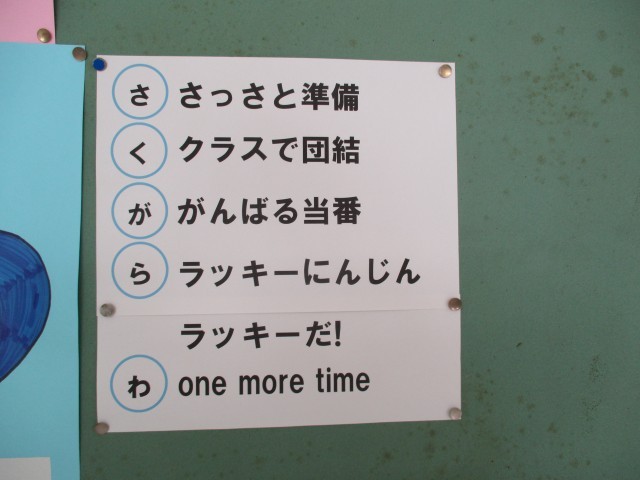 さ さっさと準備
く クラスで団結
が がんばる当番
ら ラッキーにんじん
ラッキーだ!
わ one more time